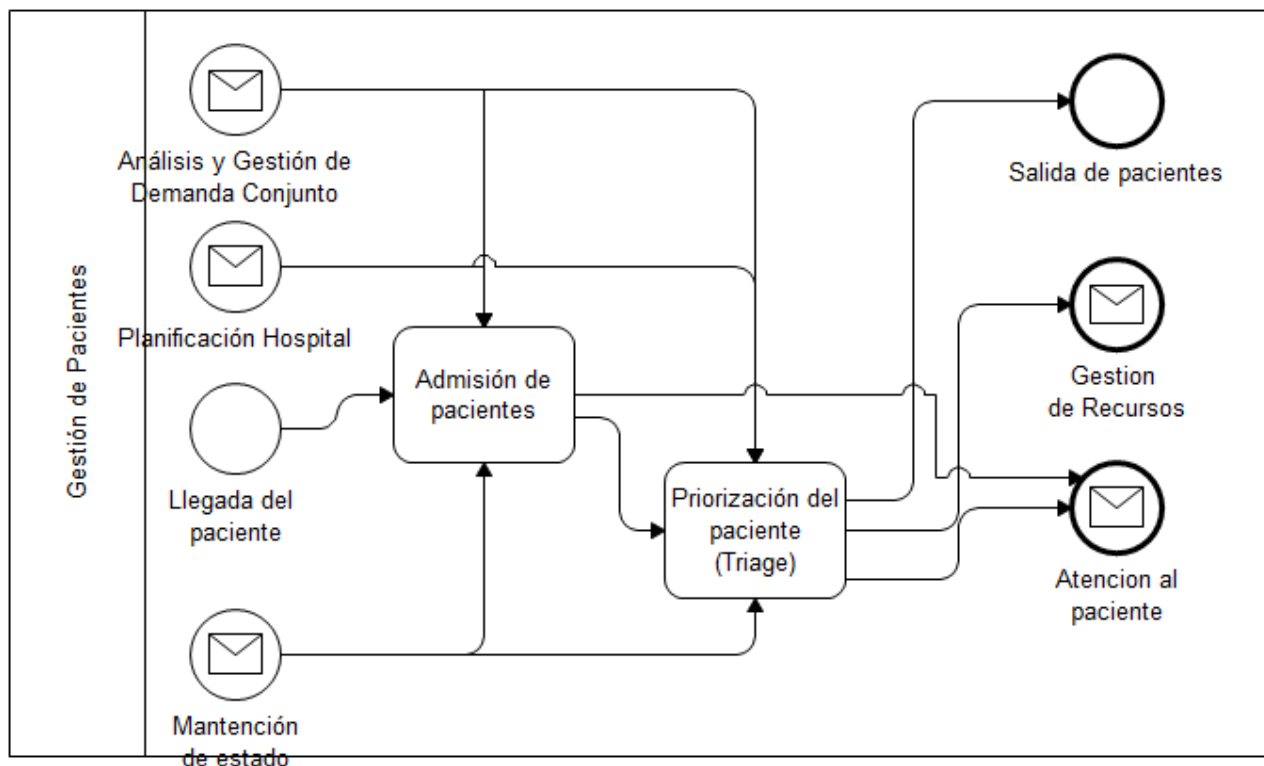 Gestión de Pacientes
Análisis y Gestión de
Demanda Conjunto
Planificación Hospital
Llegada del
paciente
Mantención
de estado
Admisión de
pacientes
Priorización del
paciente
(Triage)
Salida de pacientes
Gestion
de Recursos
Atencion al
paciente